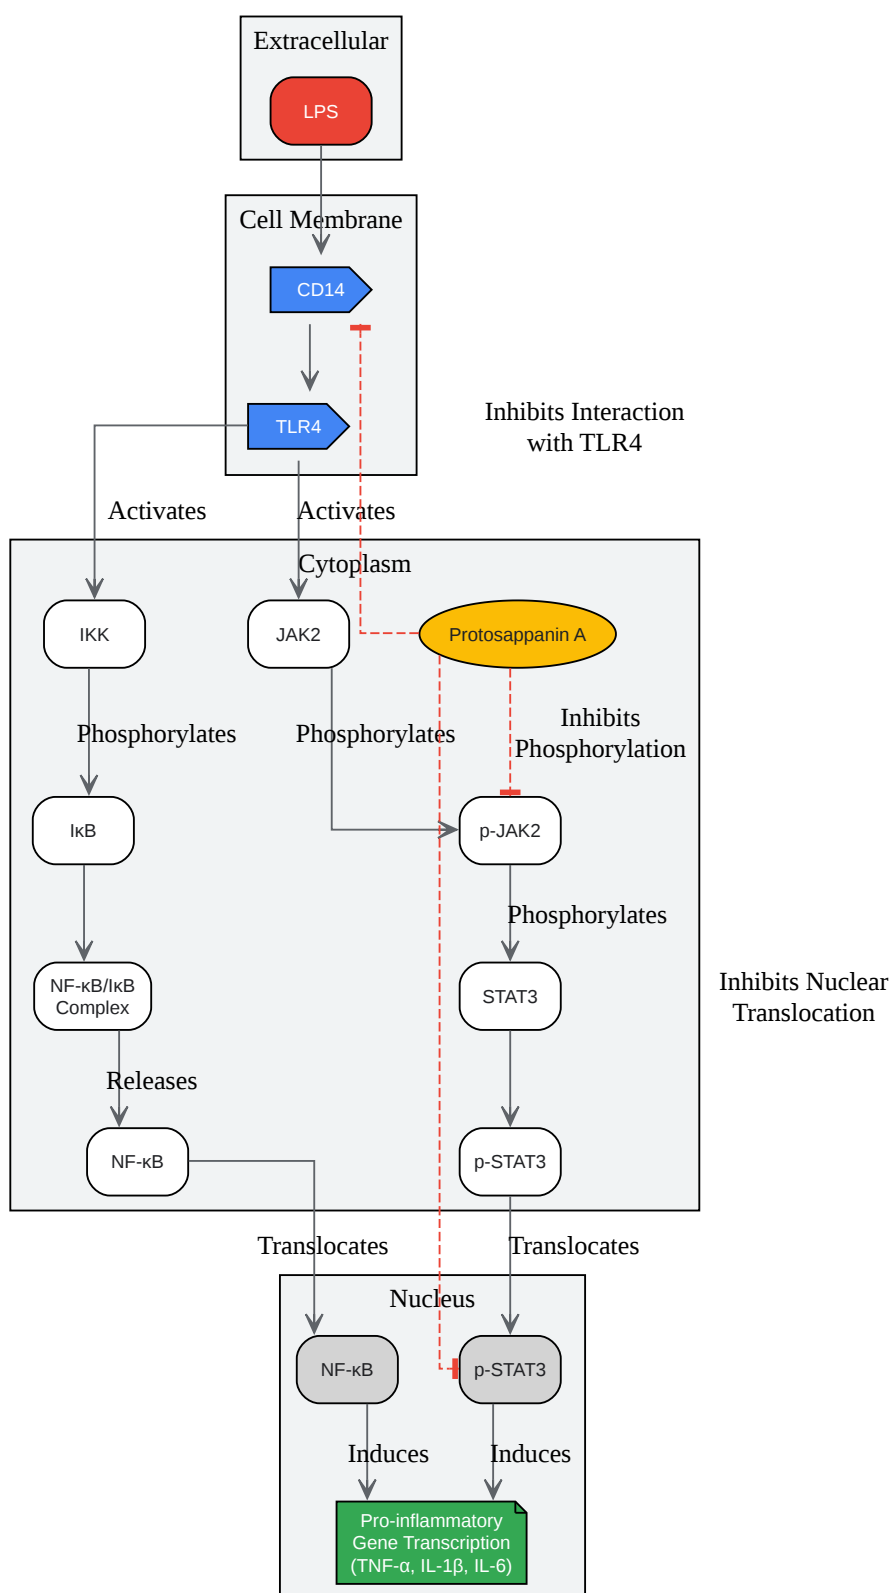 Extracellular
LPS
Cell Membrane
CD14
TLR4
Inhibits Interaction
with TLR4
Activates
Activates
Cytoplasm
IKK
JAK2
Protosappanin A
Phosphorylates
Phosphorylates
Inhibits
Phosphorylation
IκB
p-JAK2
Phosphorylates
NF-κB/IκB
Complex
STAT3
Inhibits Nuclear
Translocation
Releases
NF-κB
p-STAT3
Translocates
Translocates
Nucleus
NF-κB
p-STAT3
Induces
Induces
Pro-inflammatory
Gene Transcription
(TNF-α, IL-1β, IL-6)